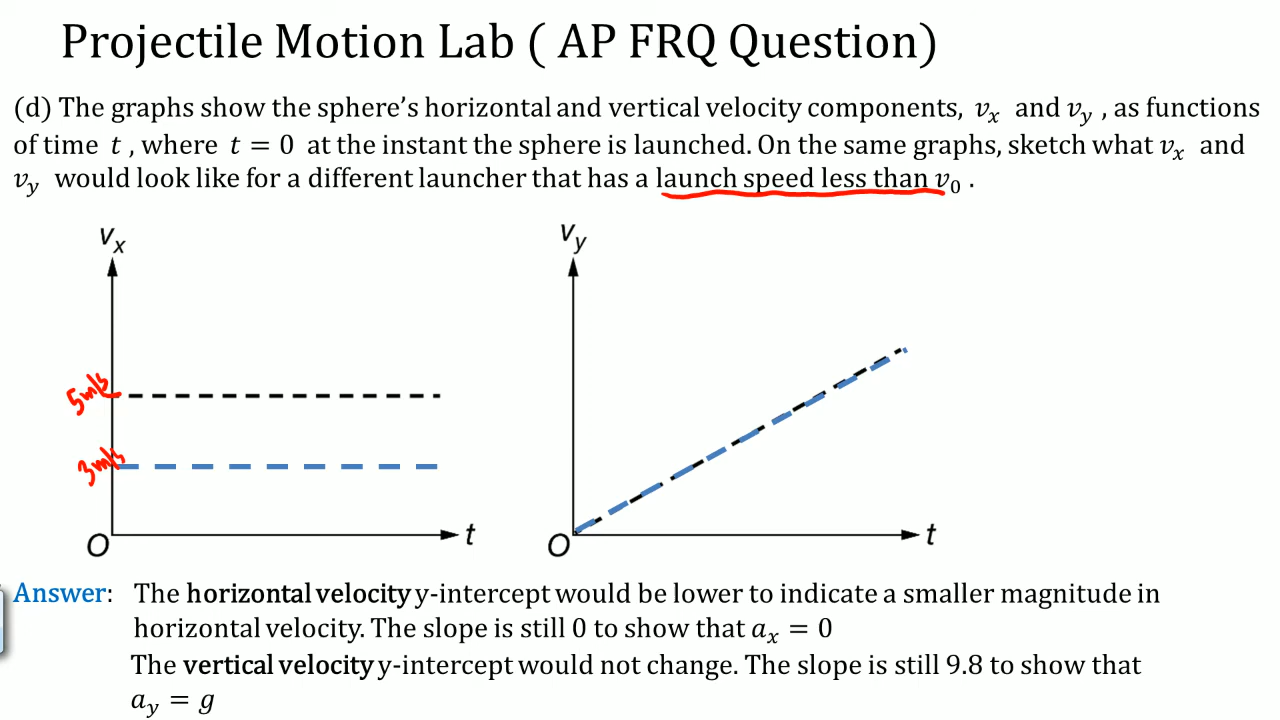 Projectile Motion Lab ( AP FRQ Question)
(d) The graphs show the sphere’s horizontal and vertical velocity components, vₓ and v_y , as functions
of time t , where t = 0 at the instant the sphere is launched. On the same graphs, sketch what vₓ and
v_y would look like for a different launcher that has a launch speed less than v₀ .
vₓ
5m/s
3m/s
O
t
v_y
O
t
Answer: The horizontal velocity y-intercept would be lower to indicate a smaller magnitude in
horizontal velocity. The slope is still 0 to show that aₓ = 0
The vertical velocity y-intercept would not change. The slope is still 9.8 to show that
a_y = g